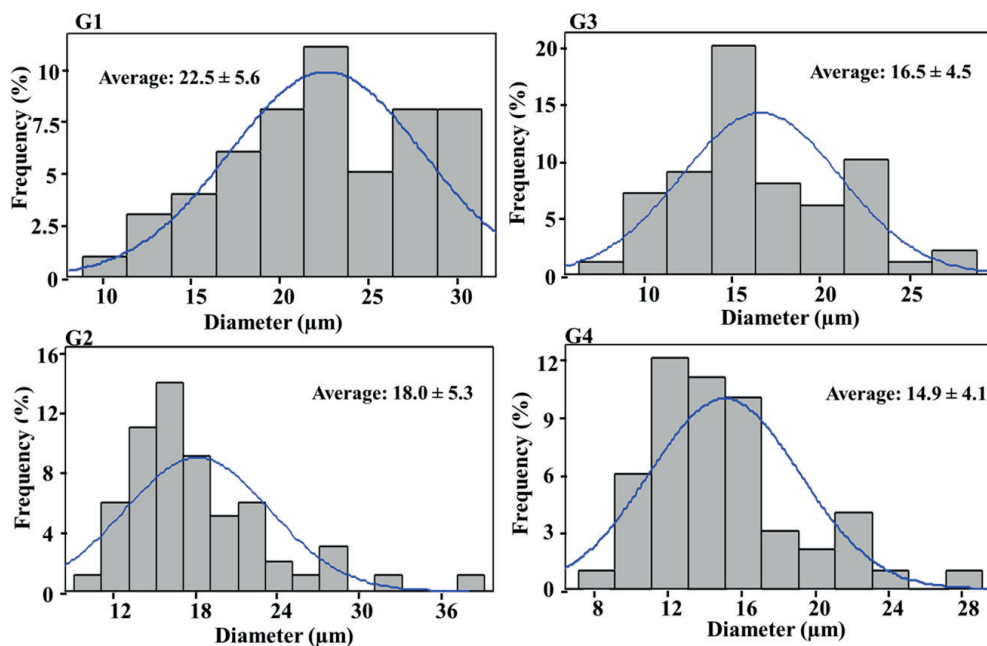 G1
Average: 22.5 ± 5.6
Frequency (%)
10
7.5
5
2.5
0
10 15 20 25 30
Diameter (µm)
G3
Average: 16.5 ± 4.5
Frequency (%)
20
15
10
5
0
10 15 20 25
Diameter (µm)
G2
Average: 18.0 ± 5.3
Frequency (%)
16
12
8
4
0
12 18 24 30 36
Diameter (µm)
G4
Average: 14.9 ± 4.1
Frequency (%)
12
9
6
3
0
8 12 16 20 24 28
Diameter (µm)